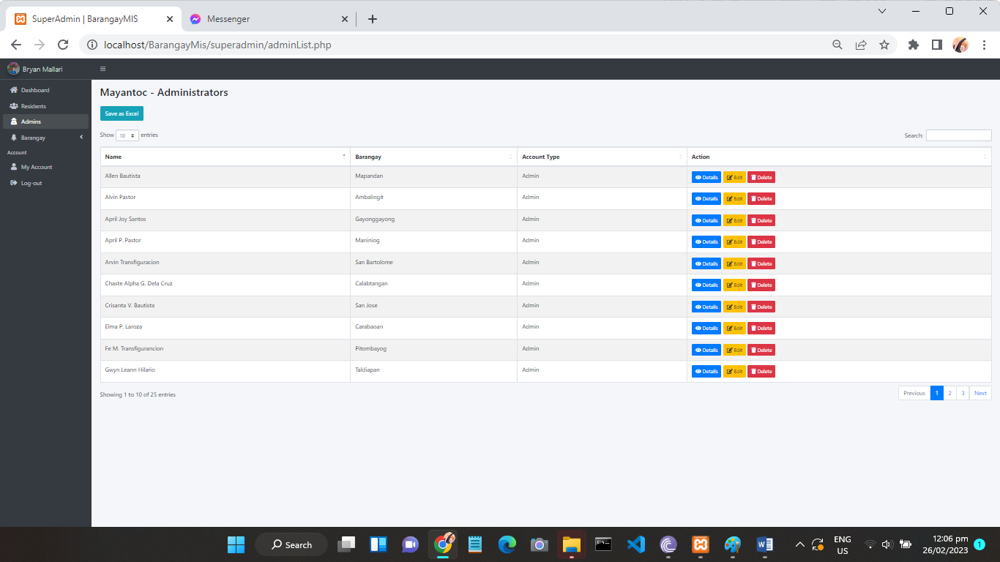 SuperAdmin | BarangayMIS Messenger
localhost/BarangayMis/superadmin/adminList.php
Bryan Mallari
Dashboard
Residents
Admins
Barangay
Account
My Account
Log-out
Mayantoc - Administrators
Save as Excel
Show 10 entries Search:
Name Barangay Account Type Action
Allen Bautista Mapandan Admin Details Edit Delete
Alvin Pastor Ambalingit Admin Details Edit Delete
April Joy Santos Gayonggayong Admin Details Edit Delete
April P. Pastor Maniniog Admin Details Edit Delete
Arvin Transfiguracion San Bartolome Admin Details Edit Delete
Chaste Alpha G. Dela Cruz Calabtangan Admin Details Edit Delete
Crisanta V. Bautista San Jose Admin Details Edit Delete
Elma P. Laroza Carabaoan Admin Details Edit Delete
Fe M. Transfigurancion Pitombayog Admin Details Edit Delete
Gwyn Leann Hilario Taldiapan Admin Details Edit Delete
Showing 1 to 10 of 25 entries Previous 1 2 3 Next
Search
ENG
US
12:06 pm
26/02/2023
1